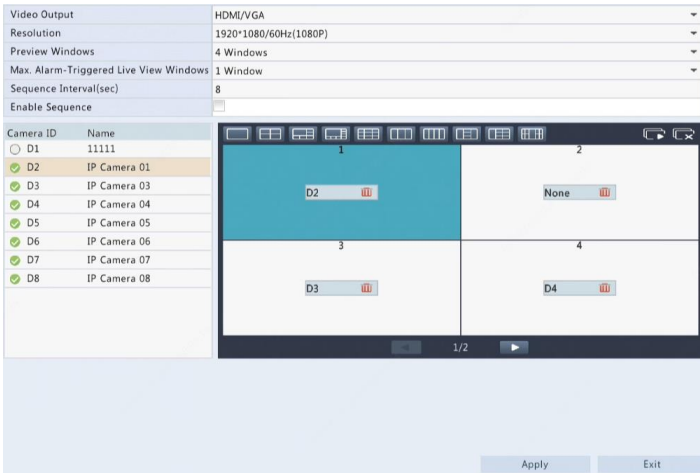 Video Output HDMI/VGA
Resolution 1920*1080/60Hz(1080P)
Preview Windows 4 Windows
Max. Alarm-Triggered Live View Windows 1 Window
Sequence Interval(sec) 8
Enable Sequence
Camera ID Name
D1 11111
D2 IP Camera 01
D3 IP Camera 03
D4 IP Camera 04
D5 IP Camera 05
D6 IP Camera 06
D7 IP Camera 07
D8 IP Camera 08
1 2
D2 None
3 4
D3 D4
1/2
Apply Exit